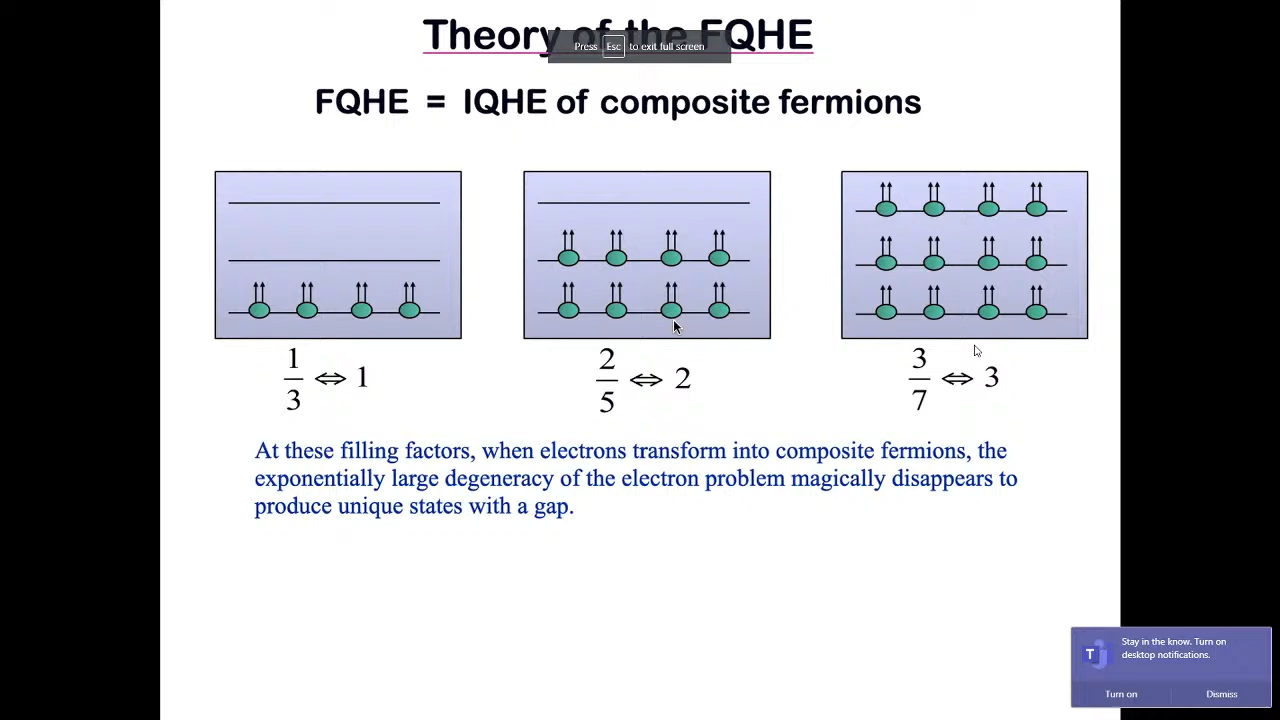 Theory of the FQHE
Press Esc to exit full screen
FQHE = IQHE of composite fermions
1/3 ⇔ 1
2/5 ⇔ 2
3/7 ⇔ 3
At these filling factors, when electrons transform into composite fermions, the
exponentially large degeneracy of the electron problem magically disappears to
produce unique states with a gap.
T
Stay in the know. Turn on
desktop notifications.
Turn on
Dismiss